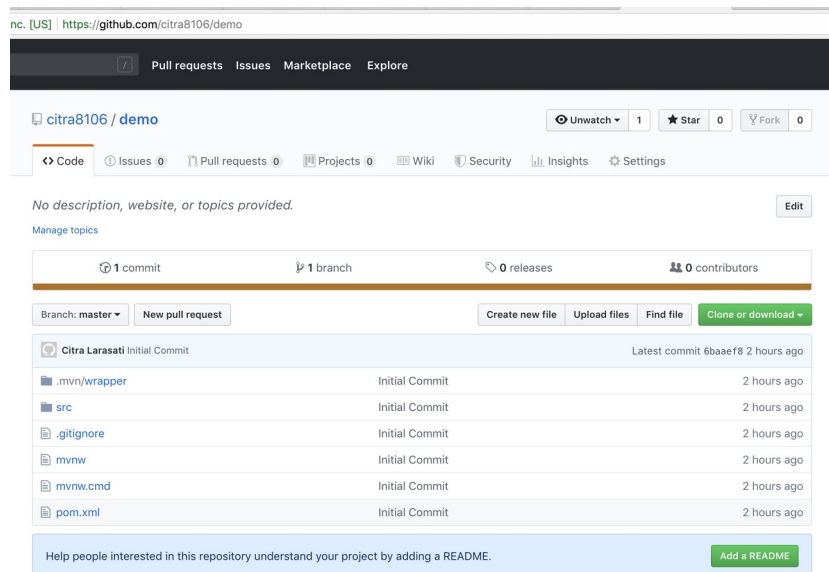 nc. [US] | https://github.com/citra8106/demo
/ Pull requests Issues Marketplace Explore
citra8106 / demo Unwatch 1 Star 0 Fork 0
<> Code Issues 0 Pull requests 0 Projects 0 Wiki Security Insights Settings
No description, website, or topics provided. Edit
Manage topics
1 commit 1 branch 0 releases 0 contributors
Branch: master New pull request Create new file Upload files Find file Clone or download
Citra Larasati Initial Commit Latest commit 6baaef8 2 hours ago
.mvn/wrapper Initial Commit 2 hours ago
src Initial Commit 2 hours ago
.gitignore Initial Commit 2 hours ago
mvnw Initial Commit 2 hours ago
mvnw.cmd Initial Commit 2 hours ago
pom.xml Initial Commit 2 hours ago
Help people interested in this repository understand your project by adding a README. Add a README